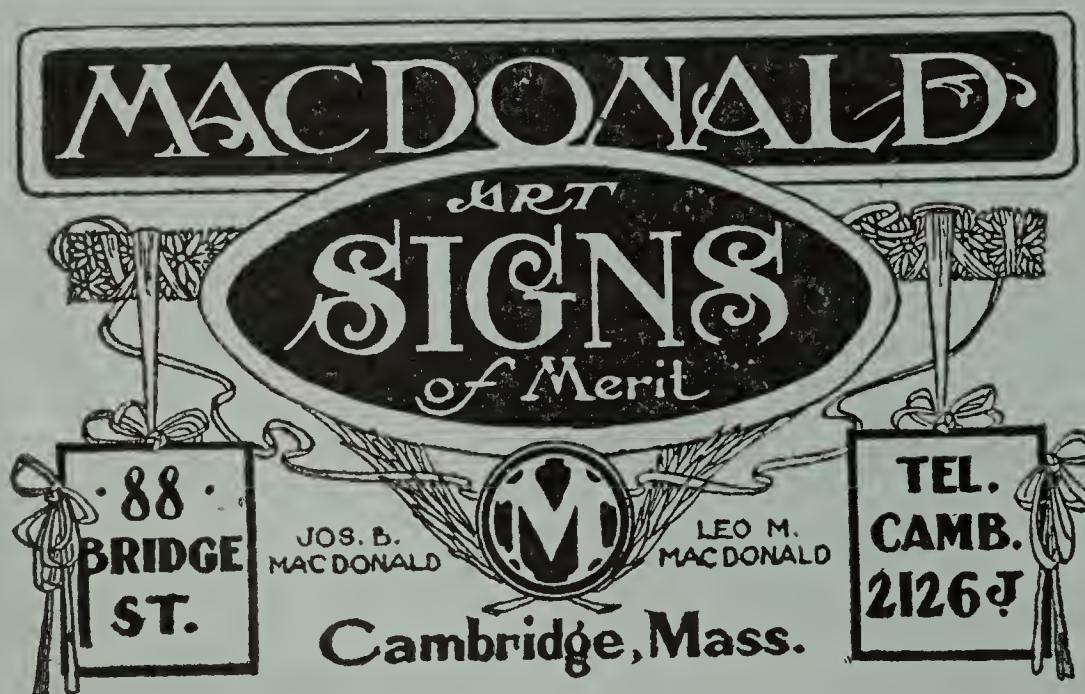 MACDONALD
ART
SIGNS
of Merit
· 88 ·
BRIDGE
ST.
JOS. B.
MACDONALD
M
LEO M.
MACDONALD
TEL.
CAMB.
2126J
Cambridge, Mass.